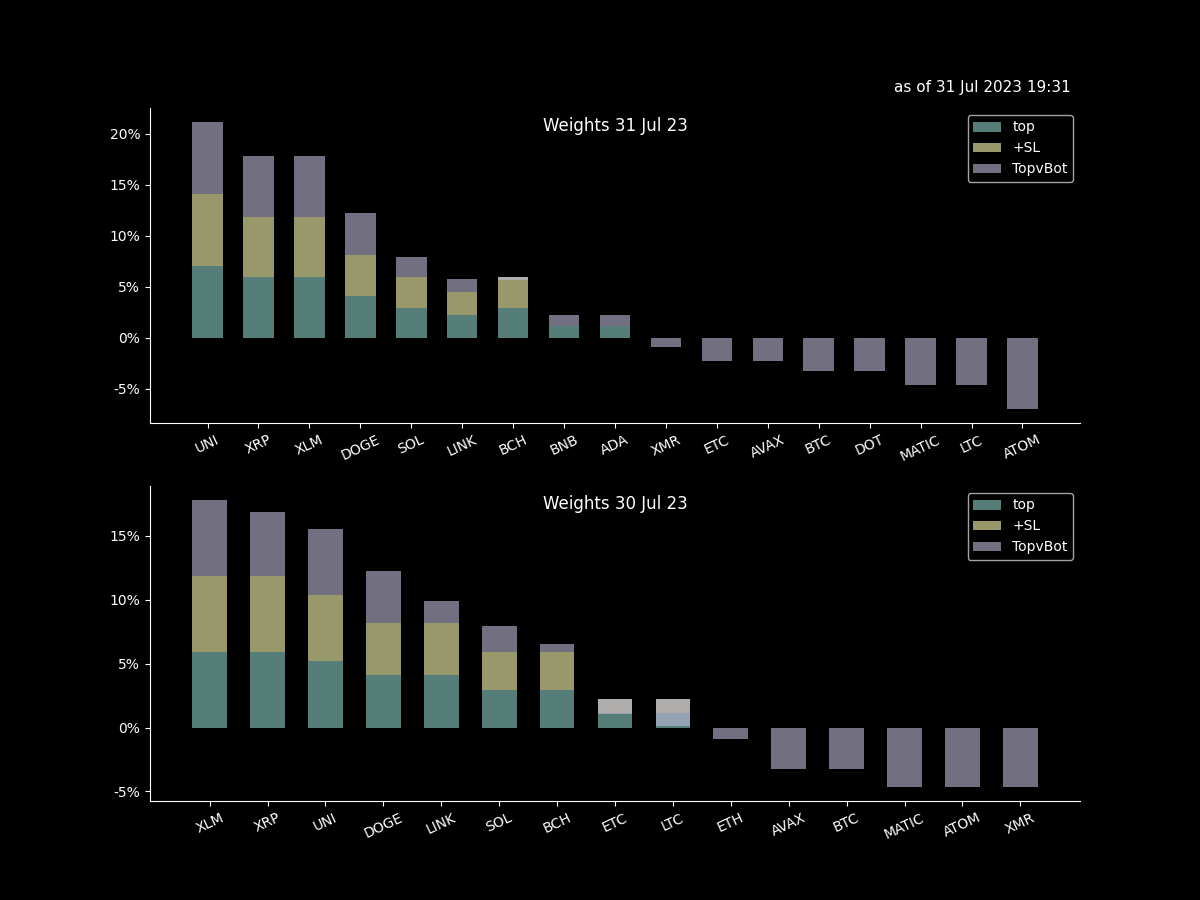 as of 31 Jul 2023 19:31
Weights 31 Jul 23
top
+SL
TopvBot
20%
15%
10%
5%
0%
-5%
UNI XRP XLM DOGE SOL LINK BCH BNB ADA XMR ETC AVAX BTC DOT MATIC LTC ATOM
Weights 30 Jul 23
top
+SL
TopvBot
15%
10%
5%
0%
-5%
XLM XRP UNI DOGE LINK SOL BCH ETC LTC ETH AVAX BTC MATIC ATOM XMR